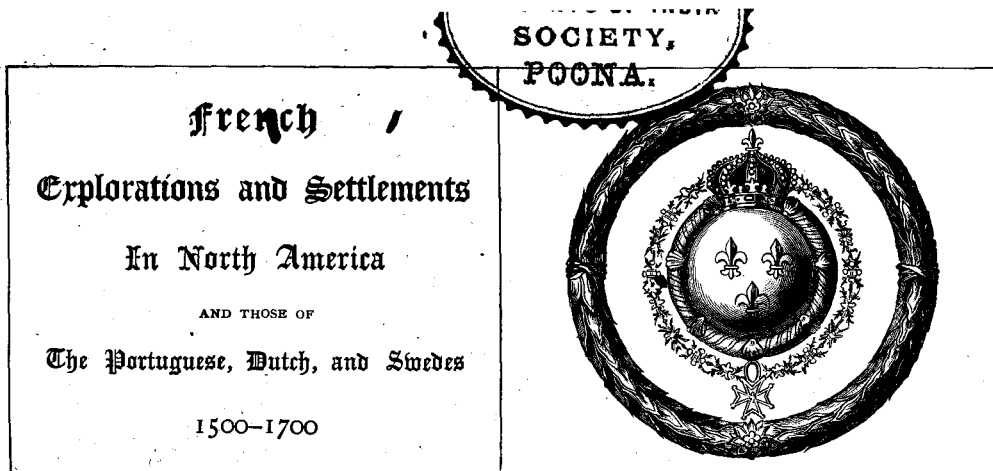 SOCIETY,
POONA.
French
Explorations and Settlements
In North America
AND THOSE OF
The Portuguese, Dutch, and Swedes
1500–1700